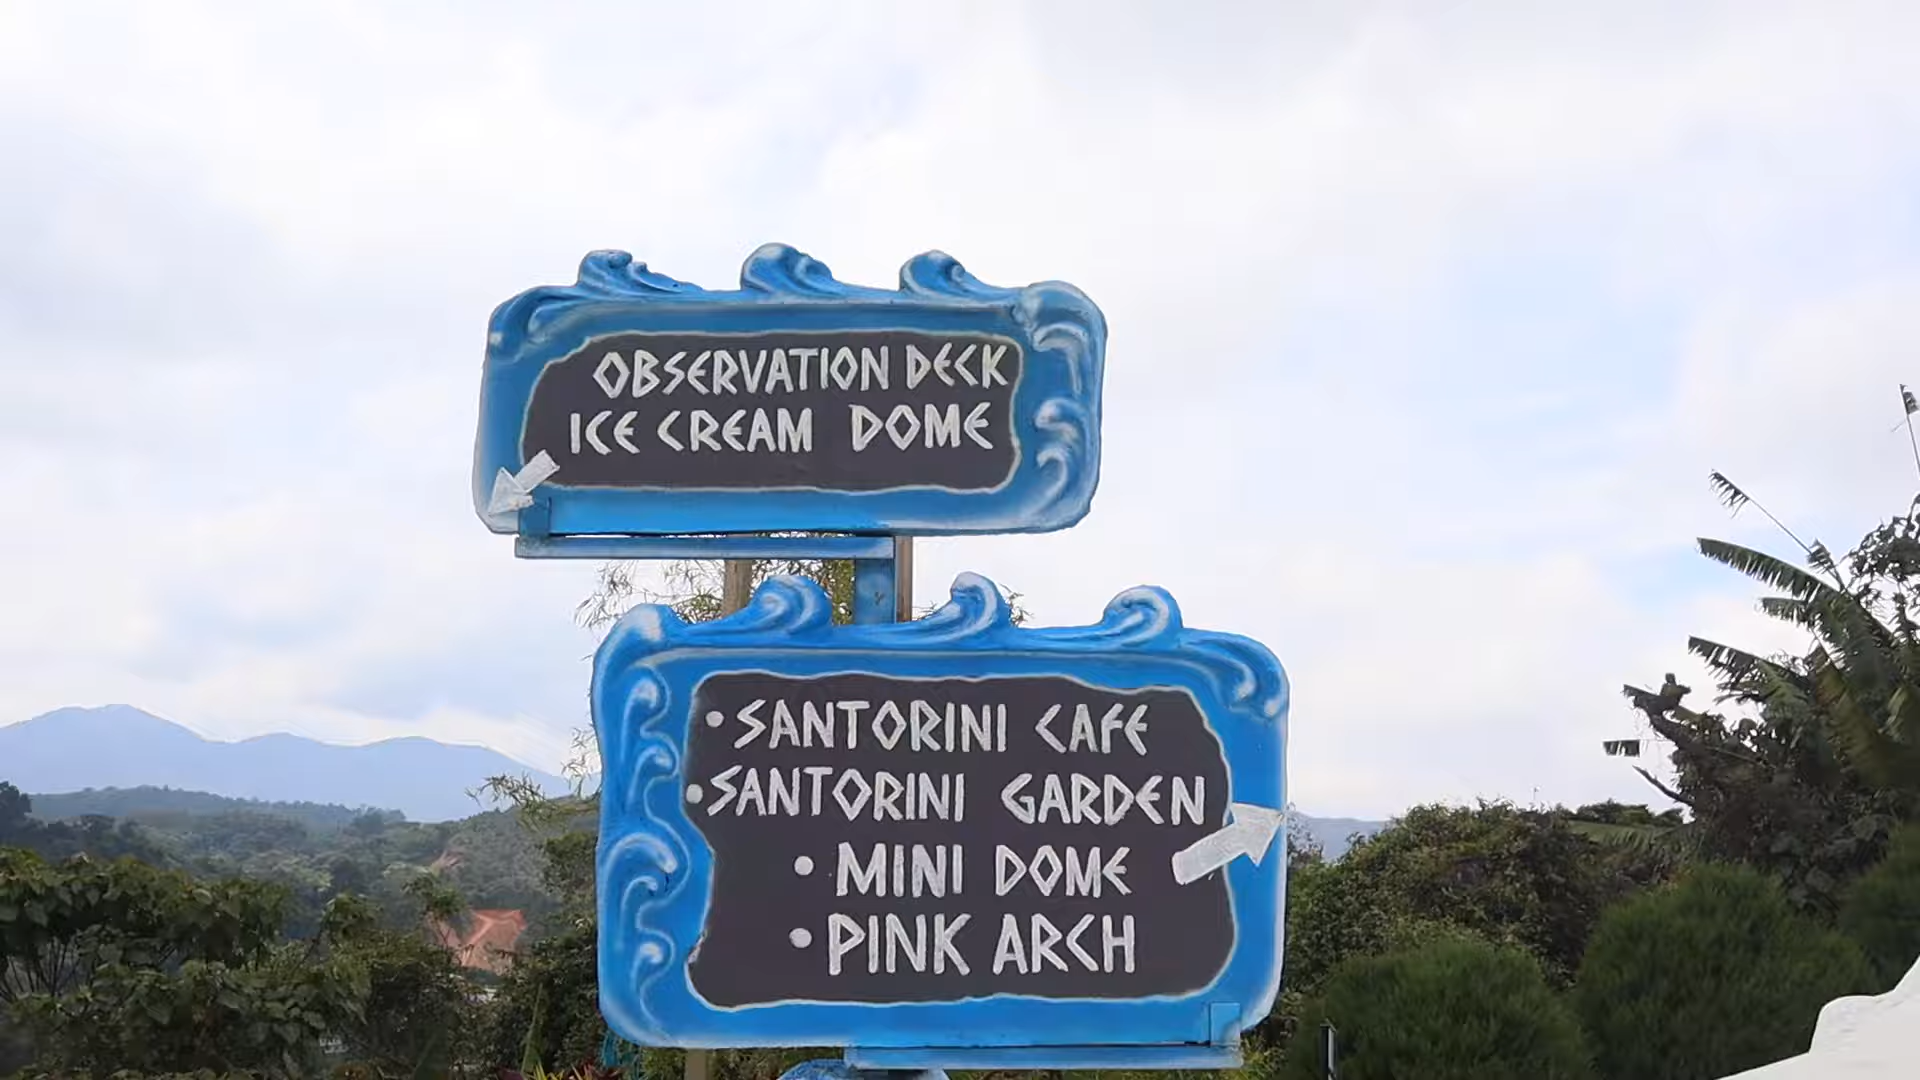 OBSERVATION DECK
ICE CREAM DOME
• SANTORINI CAFE
• SANTORINI GARDEN
• MINI DOME
• PINK ARCH